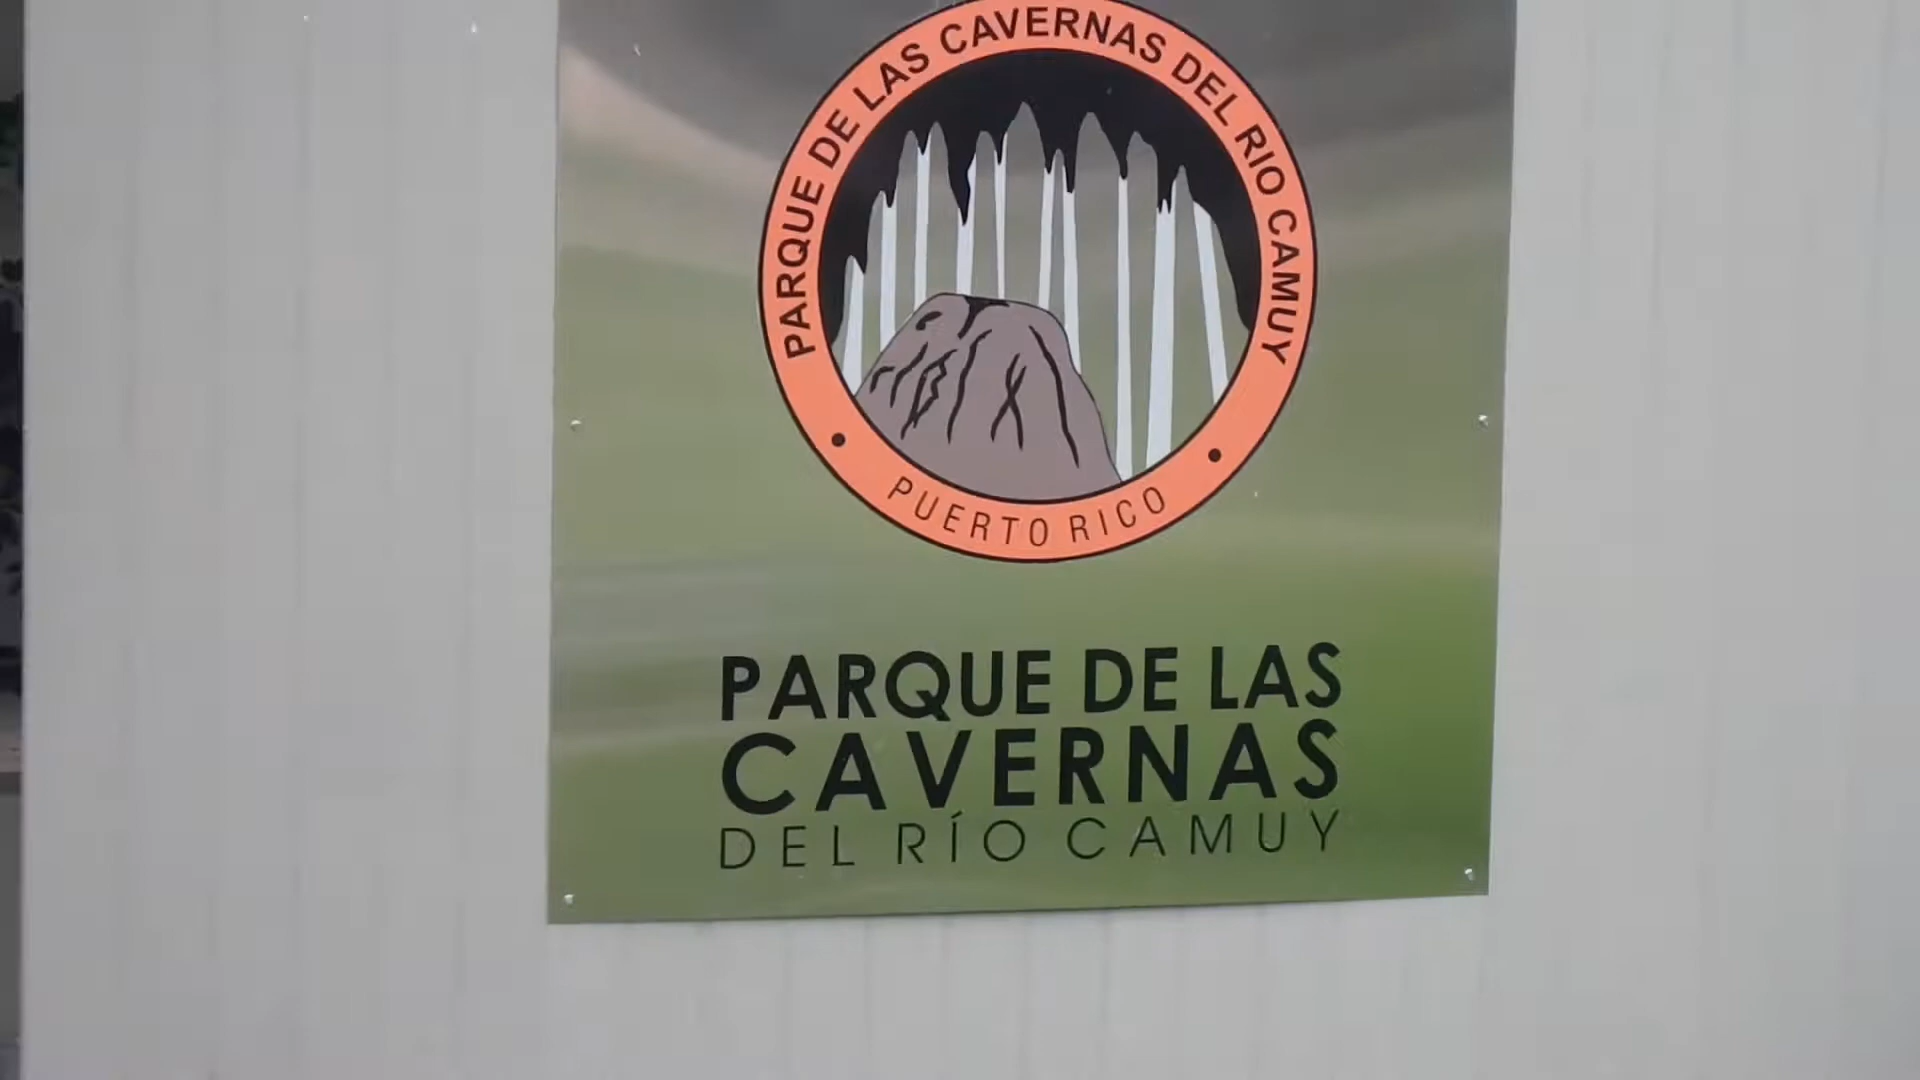 PARQUE DE LAS CAVERNAS DEL RIO CAMUY
PUERTO RICO
PARQUE DE LAS
CAVERNAS
DEL RÍO CAMUY